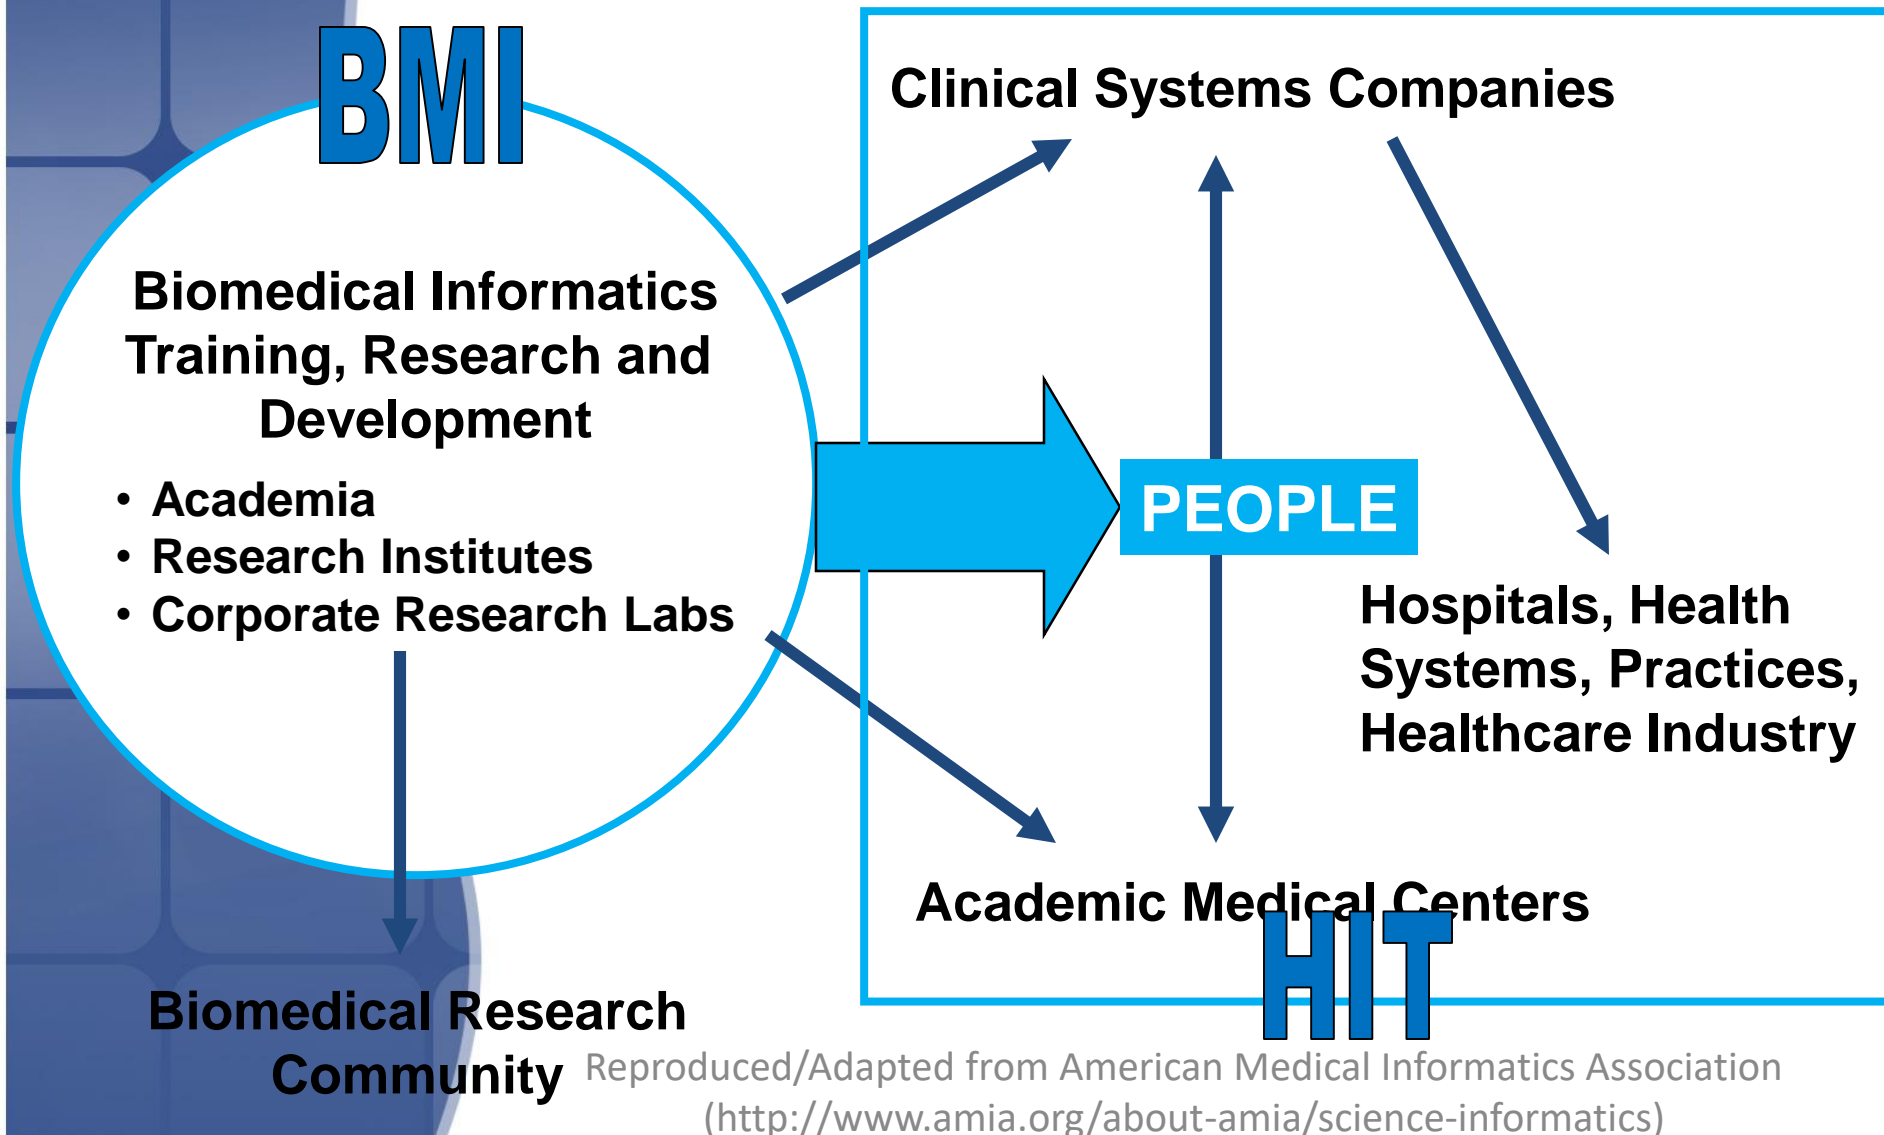 BMI
Biomedical Informatics
Training, Research and
Development
• Academia
• Research Institutes
• Corporate Research Labs
Biomedical Research
Community
Clinical Systems Companies
PEOPLE
Hospitals, Health
Systems, Practices,
Healthcare Industry
Academic Medical Centers
HIT
Reproduced/Adapted from American Medical Informatics Association
(http://www.amia.org/about-amia/science-informatics)